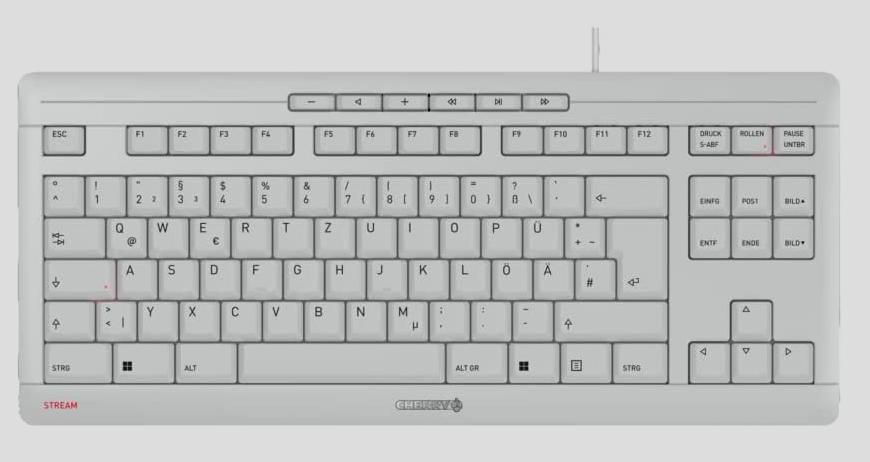 − ◁ + ◁◁ ▷|| ▷▷
ESC F1 F2 F3 F4 F5 F6 F7 F8 F9 F10 F11 F12 DRUCK ROLLEN PAUSE
S-ABF UNTBR
° ! " § $ % & / ( ) = ? `
^ 1 2 ² 3 ³ 4 5 6 7 { 8 [ 9 ] 0 } ß \ EINFG POS1 BILD▲
Q W E R T Z U I O P Ü *
@ € + ~ ENTF ENDE BILD▼
A S D F G H J K L Ö Ä '
#
> Y X C V B N M ; : _
< | µ , . -
STRG ALT ALT GR STRG
STREAM CHERRY